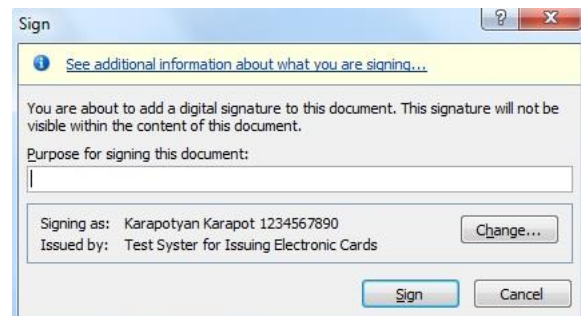 Sign
?
X
See additional information about what you are signing...
You are about to add a digital signature to this document. This signature will not be
visible within the content of this document.
Purpose for signing this document:
Signing as: Karapotyan Karapot 1234567890
Change...
Issued by: Test Syster for Issuing Electronic Cards
Sign
Cancel